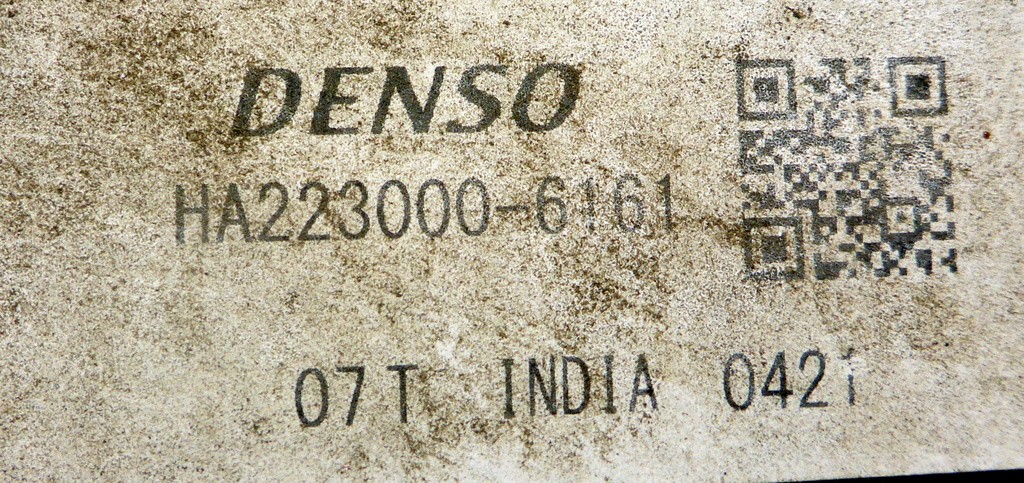 DENSO
HA223000-6161
07T INDIA 0421